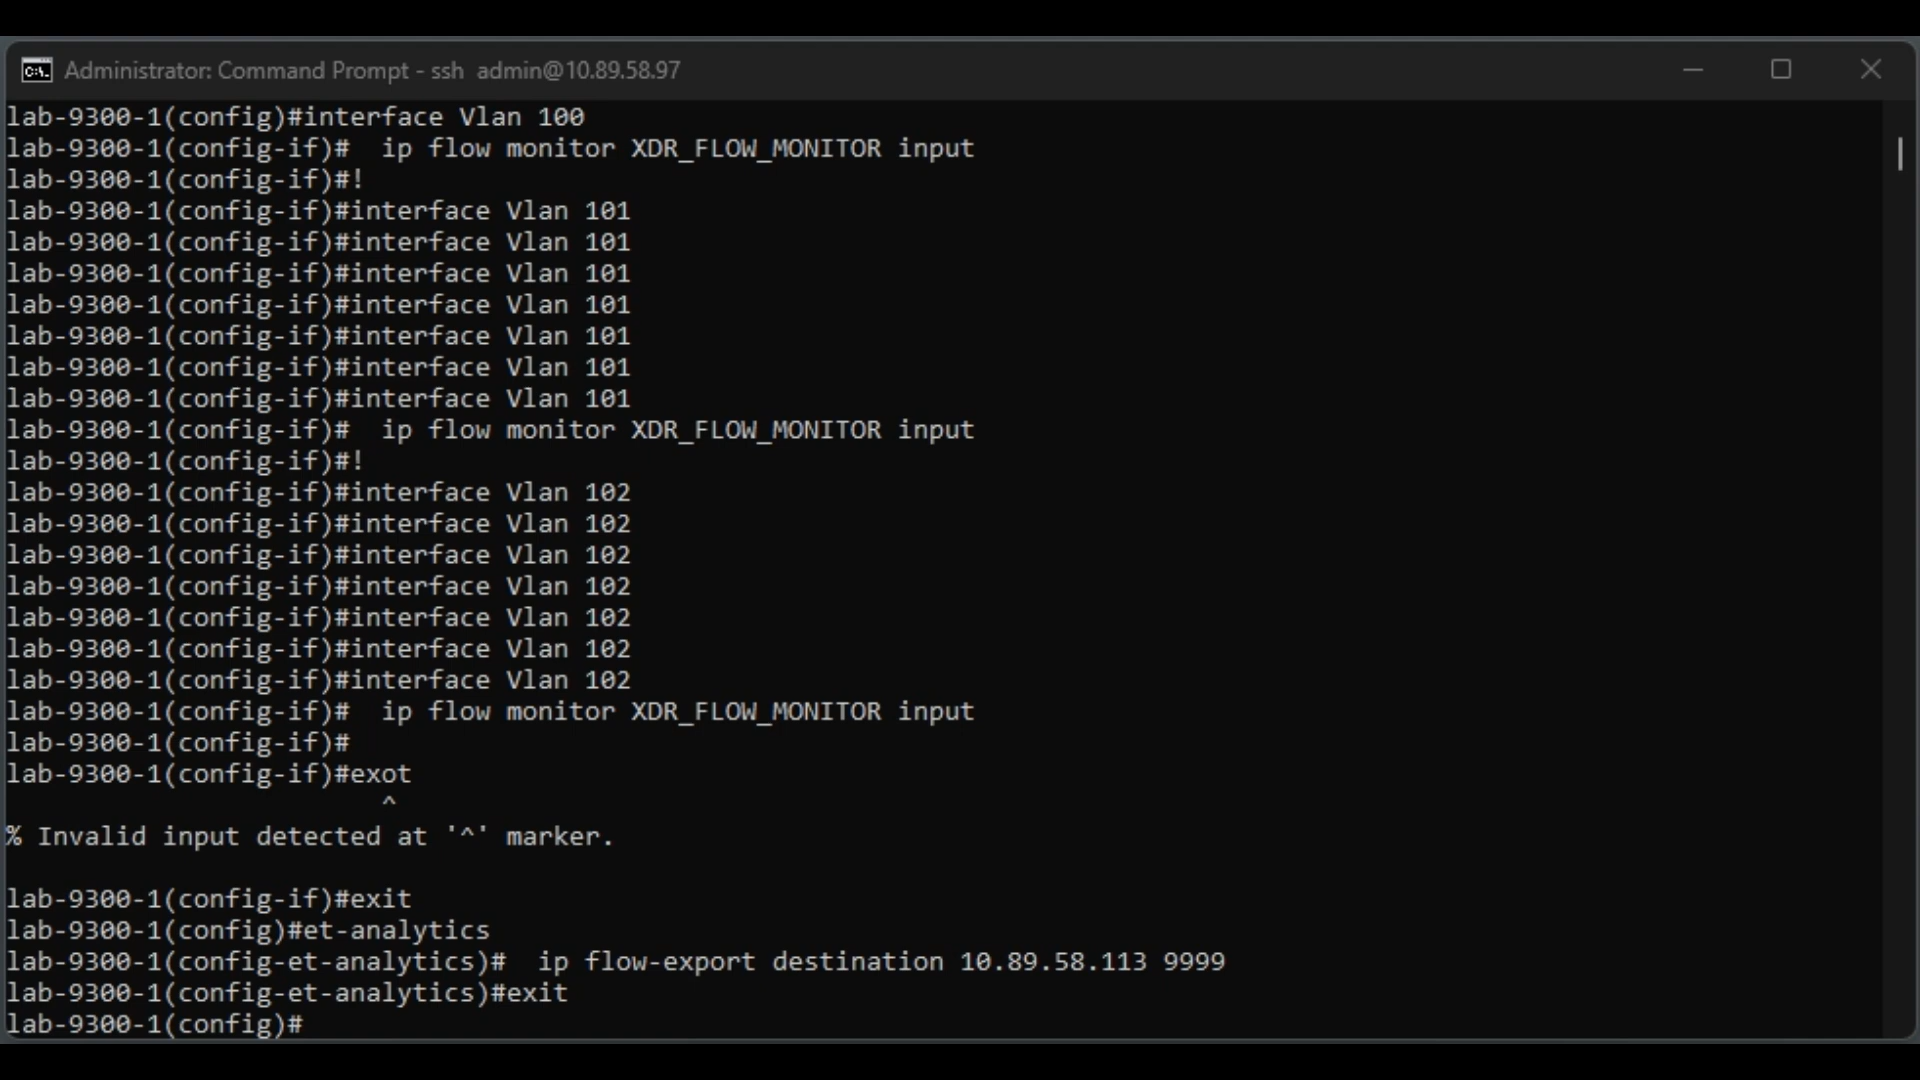 Administrator: Command Prompt - ssh  admin@10.89.58.97
lab-9300-1(config)#interface Vlan 100
lab-9300-1(config-if)#  ip flow monitor XDR_FLOW_MONITOR input
lab-9300-1(config-if)#!
lab-9300-1(config-if)#interface Vlan 101
lab-9300-1(config-if)#interface Vlan 101
lab-9300-1(config-if)#interface Vlan 101
lab-9300-1(config-if)#interface Vlan 101
lab-9300-1(config-if)#interface Vlan 101
lab-9300-1(config-if)#interface Vlan 101
lab-9300-1(config-if)#interface Vlan 101
lab-9300-1(config-if)#  ip flow monitor XDR_FLOW_MONITOR input
lab-9300-1(config-if)#!
lab-9300-1(config-if)#interface Vlan 102
lab-9300-1(config-if)#interface Vlan 102
lab-9300-1(config-if)#interface Vlan 102
lab-9300-1(config-if)#interface Vlan 102
lab-9300-1(config-if)#interface Vlan 102
lab-9300-1(config-if)#interface Vlan 102
lab-9300-1(config-if)#interface Vlan 102
lab-9300-1(config-if)#  ip flow monitor XDR_FLOW_MONITOR input
lab-9300-1(config-if)#
lab-9300-1(config-if)#exot
^
% Invalid input detected at '^' marker.
lab-9300-1(config-if)#exit
lab-9300-1(config)#et-analytics
lab-9300-1(config-et-analytics)#  ip flow-export destination 10.89.58.113 9999
lab-9300-1(config-et-analytics)#exit
lab-9300-1(config)#